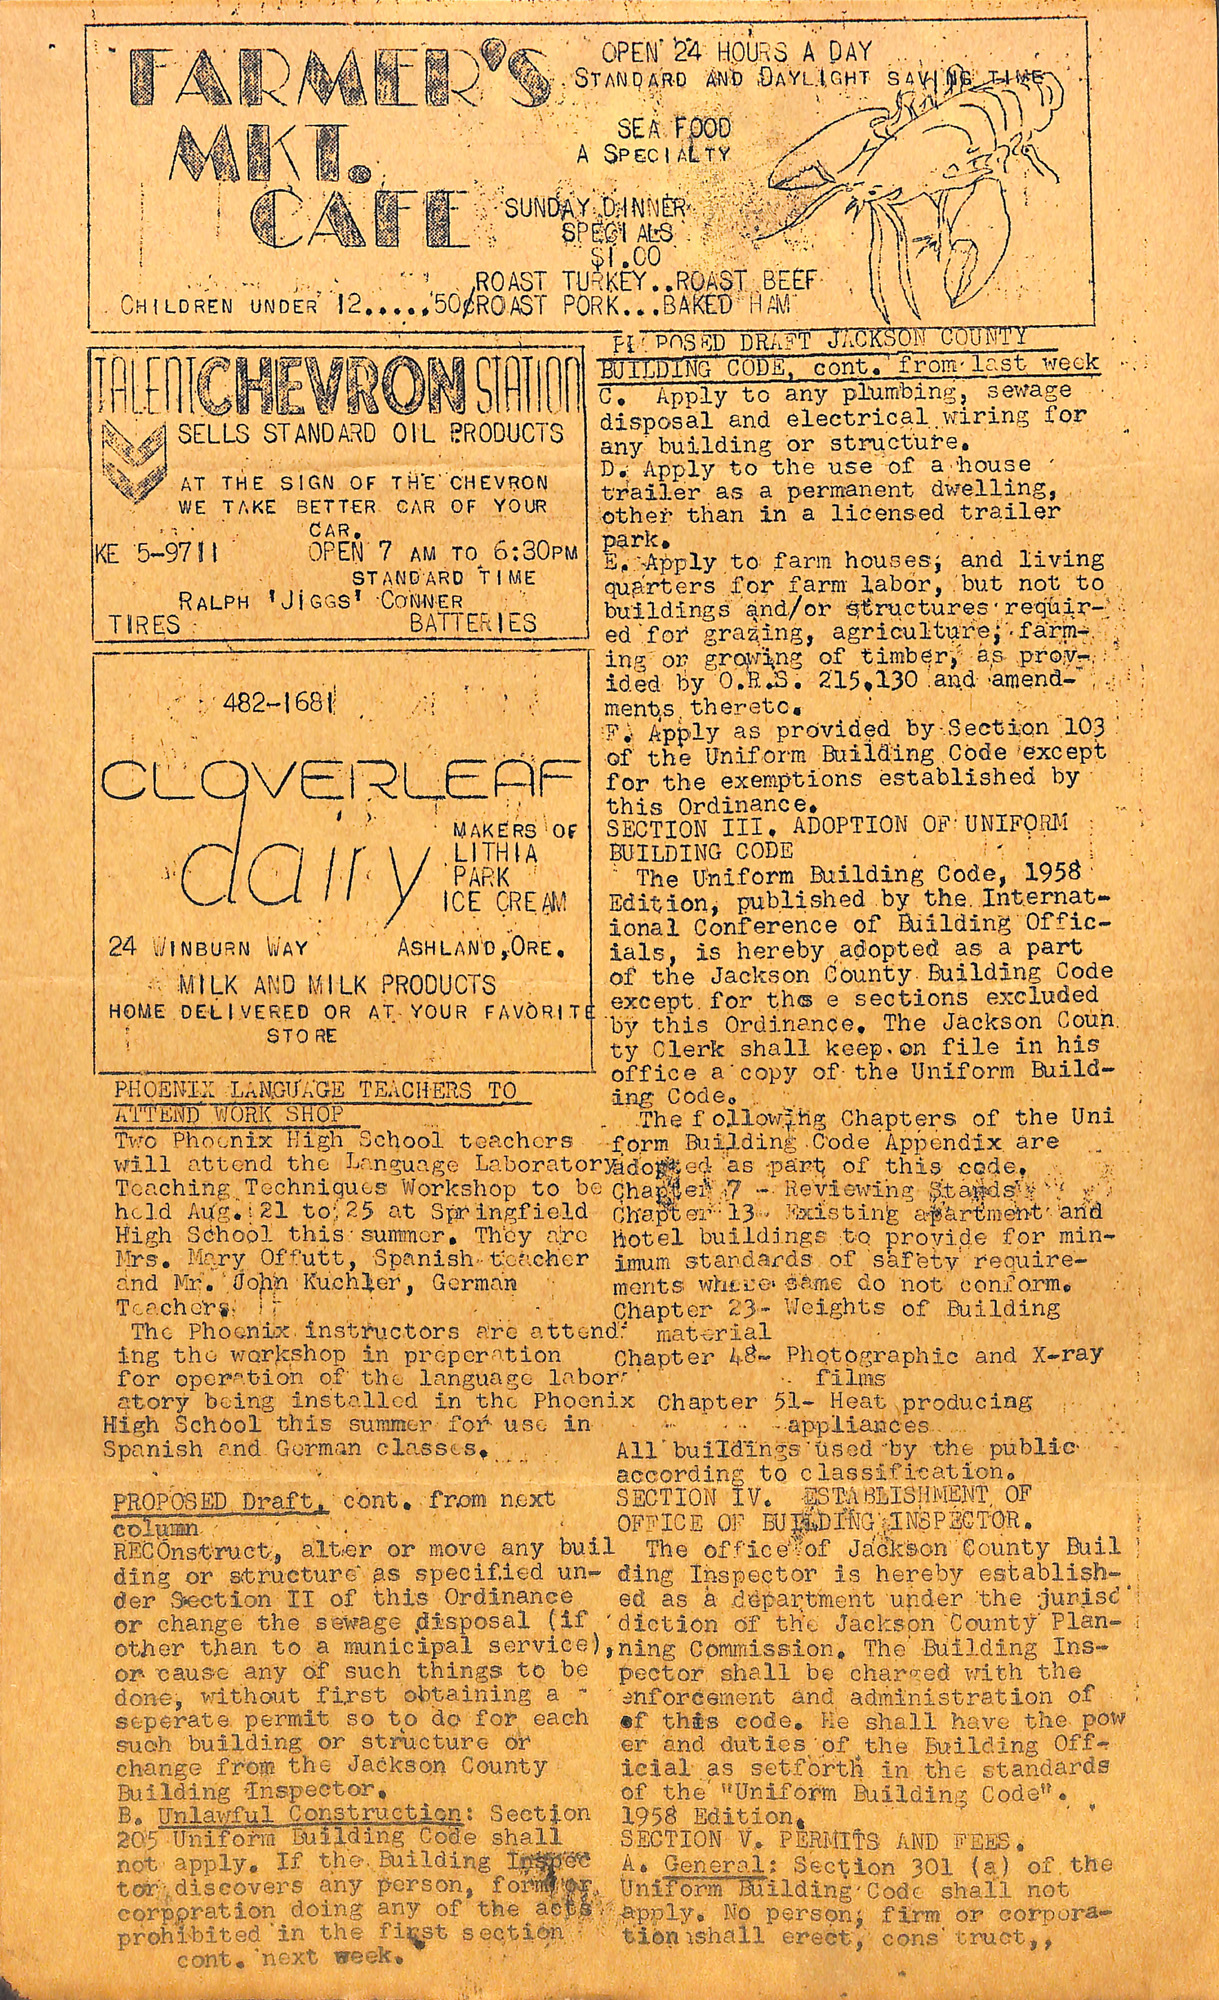 FARMER'S
MKT.
CAFE
OPEN 24 HOURS A DAY
STANDARD AND DAYLIGHT SAVING TIME
SEA FOOD
A SPECIALTY
SUNDAY DINNER
SPECIALS
$1.00
ROAST TURKEY..ROAST BEEF
CHILDREN UNDER 12.....50¢ ROAST PORK...BAKED HAM
TALENT CHEVRON STATION
SELLS STANDARD OIL PRODUCTS
AT THE SIGN OF THE CHEVRON
WE TAKE BETTER CAR OF YOUR
CAR.
KE 5-9711 OPEN 7 AM TO 6:30PM
STANDARD TIME
RALPH 'JIGGS' CONNER
TIRES BATTERIES
482-1681
CLOVERLEAF
dairy
MAKERS OF
LITHIA
PARK
ICE CREAM
24 WINBURN WAY ASHLAND,ORE.
MILK AND MILK PRODUCTS
HOME DELIVERED OR AT YOUR FAVORITE
STORE
PHOENIX LANGUAGE TEACHERS TO
ATTEND WORK SHOP
Two Phoenix High School teachers
will attend the Language Laboratory
Teaching Techniques Workshop to be
held Aug. 21 to 25 at Springfield
High School this summer. They are
Mrs. Mary Offutt, Spanish teacher
and Mr. John Kuchler, German
Teachers.
The Phoenix instructors are attend-
ing the workshop in preperation
for operation of the language labor-
atory being installed in the Phoenix
High School this summer for use in
Spanish and German classes.
POSED DRAFT JACKSON COUNTY
BUILDING CODE, cont. from last week
C. Apply to any plumbing, sewage
disposal and electrical wiring for
any building or structure.
D. Apply to the use of a house
trailer as a permanent dwelling,
other than in a licensed trailer
park.
E. Apply to farm houses, and living
quarters for farm labor, but not to
buildings and/or structures requir-
ed for grazing, agriculture, farm-
ing or growing of timber, as prov-
ided by O.R.S. 215.130 and amend-
ments thereto.
F. Apply as provided by Section 103
of the Uniform Building Code except
for the exemptions established by
this Ordinance.
SECTION III. ADOPTION OF UNIFORM
BUILDING CODE
The Uniform Building Code, 1958
Edition, published by the Internat-
ional Conference of Building Offic-
ials, is hereby adopted as a part
of the Jackson County Building Code
except for thos e sections excluded
by this Ordinance. The Jackson Coun
ty Clerk shall keep on file in his
office a copy of the Uniform Build-
ing Code.
The following Chapters of the Uni
form Building Code Appendix are
adopted as part of this code.
Chapter 7 - Reviewing Stands
Chapter 13- Existing apartment and
hotel buildings to provide for min-
imum standards of safety require-
ments where same do not conform.
Chapter 23- Weights of Building
material
Chapter 48- Photographic and X-ray
films
Chapter 51- Heat producing
appliances
All buildings used by the public
according to classification.
SECTION IV. ESTABLISHMENT OF
OFFICE OF BUILDING INSPECTOR.
The office of Jackson County Buil
ding Inspector is hereby establish-
ed as a department under the jurisd
diction of the Jackson County Plan-
ning Commission. The Building Ins-
pector shall be charged with the
enforcement and administration of
of this code. He shall have the pow
er and duties of the Building Off-
icial as setforth in the standards
of the "Uniform Building Code".
1958 Edition.
SECTION V. PERMITS AND FEES.
A. General: Section 301 (a) of the
Uniform Building Code shall not
apply. No person, firm or corpora-
tion shall erect, cons truct,,
PROPOSED Draft, cont. from next
column
REConstruct, alter or move any buil
ding or structure as specified un-
der Section II of this Ordinance
or change the sewage disposal (if
other than to a municipal service),
or cause any of such things to be
done, without first obtaining a
seperate permit so to do for each
such building or structure or
change from the Jackson County
Building Inspector.
B. Unlawful Construction: Section
205 Uniform Building Code shall
not apply. If the Building Inspec
tor discovers any person, form or
corporation doing any of the acts
prohibited in the first section
cont. next week.